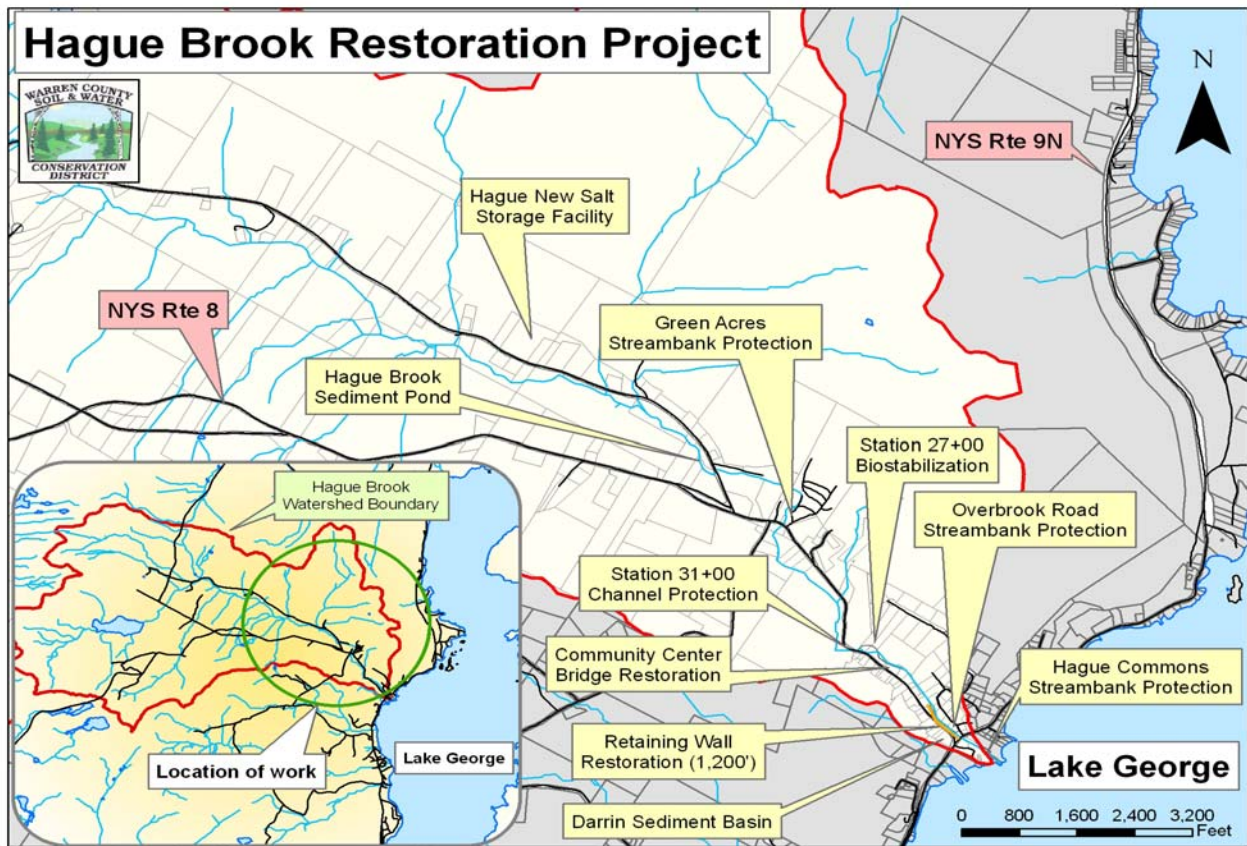 Hague Brook Restoration Project
WARREN COUNTY
SOIL & WATER
CONSERVATION
DISTRICT
N
NYS Rte 9N
Hague New Salt
Storage Facility
NYS Rte 8
Green Acres
Streambank Protection
Hague Brook
Sediment Pond
Station 27+00
Biostabilization
Hague Brook
Watershed Boundary
Overbrook Road
Streambank Protection
Station 31+00
Channel Protection
Community Center
Bridge Restoration
Hague Commons
Streambank Protection
Retaining Wall
Restoration (1,200')
Darrin Sediment Basin
Location of work
Lake George
Lake George
0 800 1,600 2,400 3,200
Feet